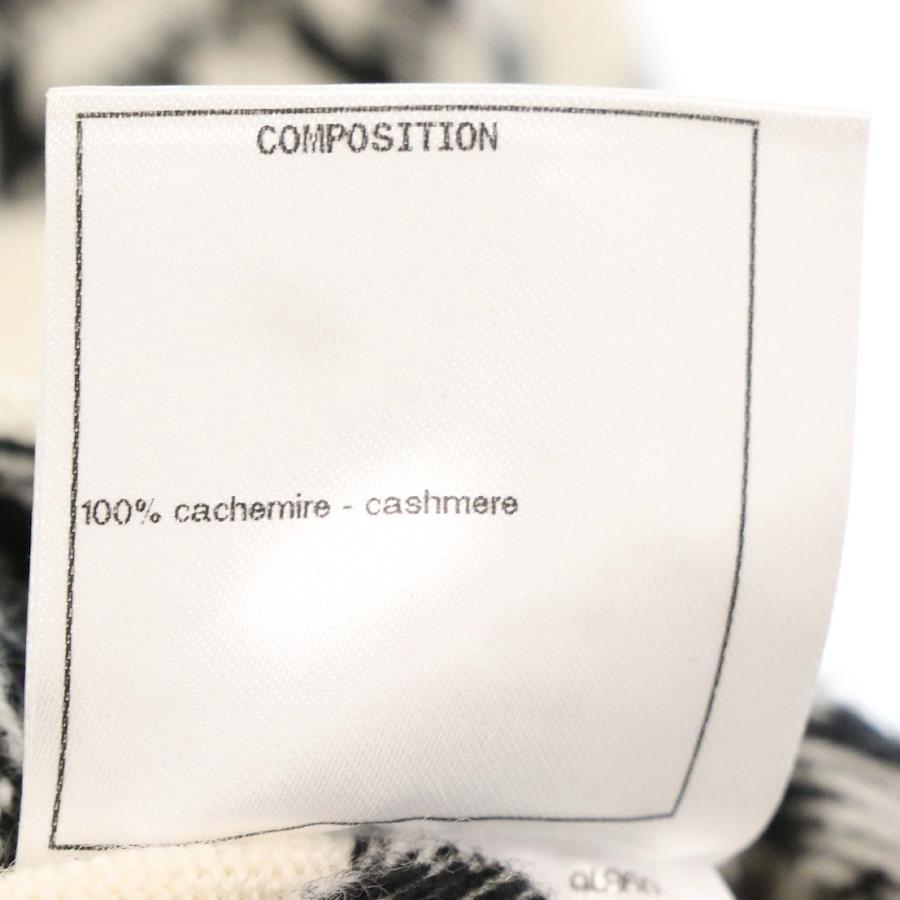 COMPOSITION
100% cachemire - cashmere